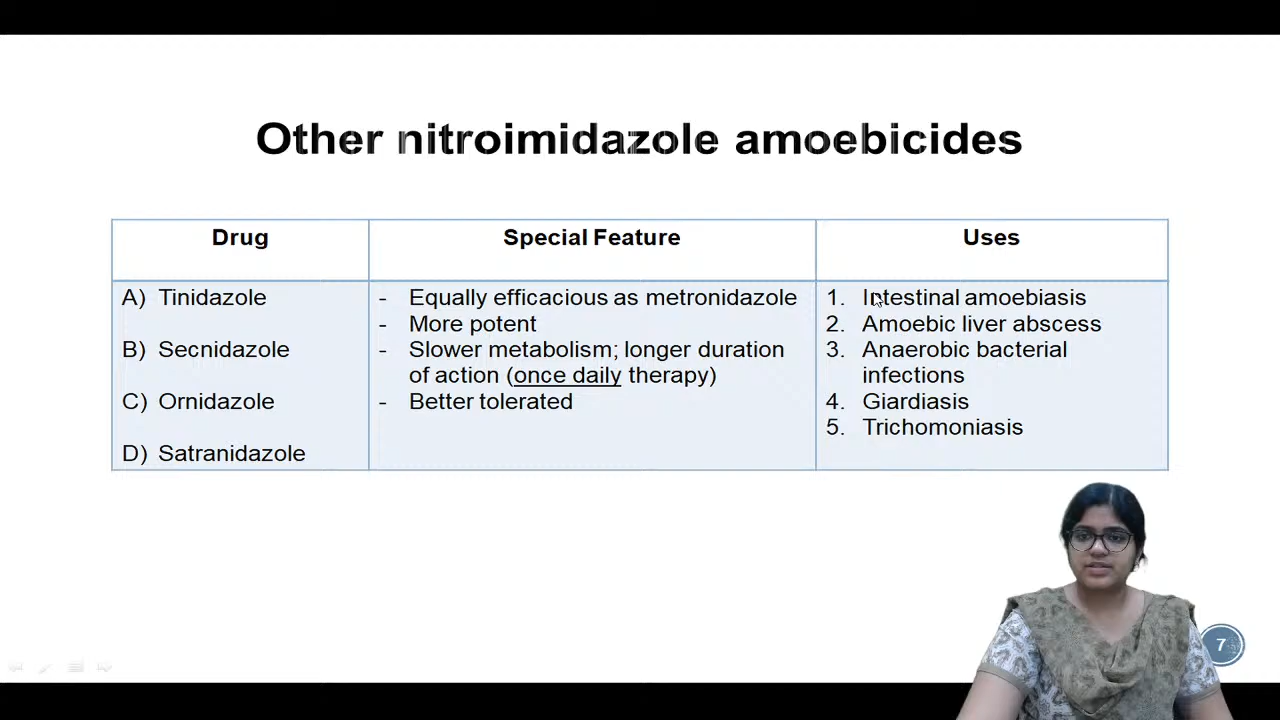 Other nitroimidazole amoebicides
Drug
Special Feature
Uses
A) Tinidazole
B) Secnidazole
C) Ornidazole
D) Satranidazole
- Equally efficacious as metronidazole
- More potent
- Slower metabolism; longer duration
of action (once daily therapy)
- Better tolerated
1. Intestinal amoebiasis
2. Amoebic liver abscess
3. Anaerobic bacterial
infections
4. Giardiasis
5. Trichomoniasis
7